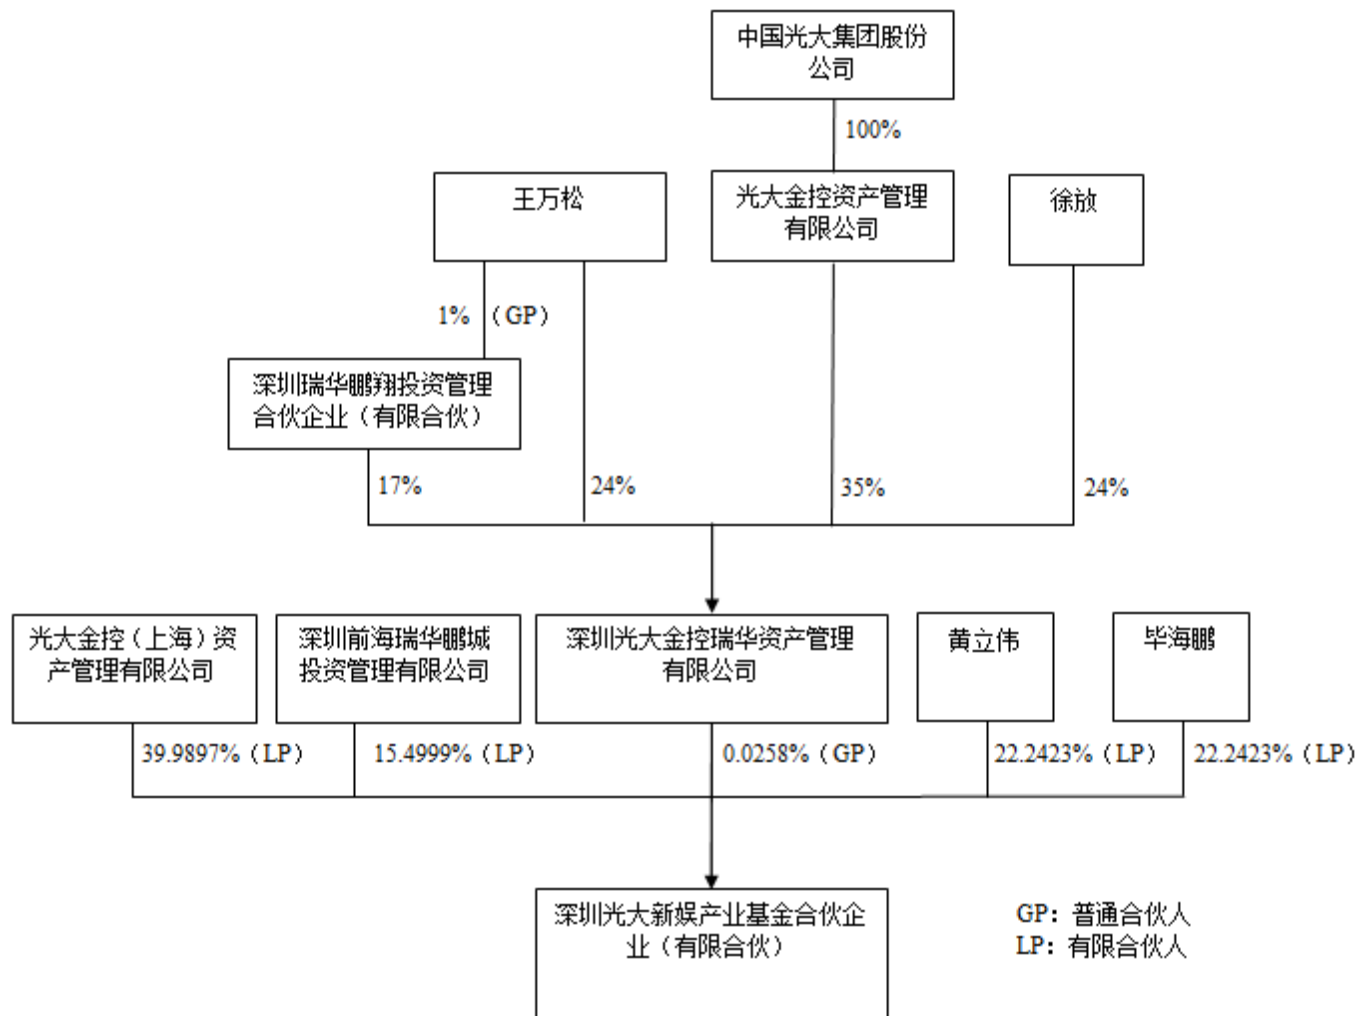 中国光大集团股份
公司
100%
王万松
光大金控资产管理
有限公司
徐放
1%（GP）
深圳瑞华鹏翔投资管理
合伙企业（有限合伙）
17%
24%
35%
24%
光大金控（上海）资
产管理有限公司
深圳前海瑞华鹏城
投资管理有限公司
深圳光大金控瑞华资产管理
有限公司
黄立伟
毕海鹏
39.9897%（LP）
15.4999%（LP）
0.0258%（GP）
22.2423%（LP）
22.2423%（LP）
深圳光大新娱产业基金合伙企
业（有限合伙）
GP：普通合伙人
LP：有限合伙人